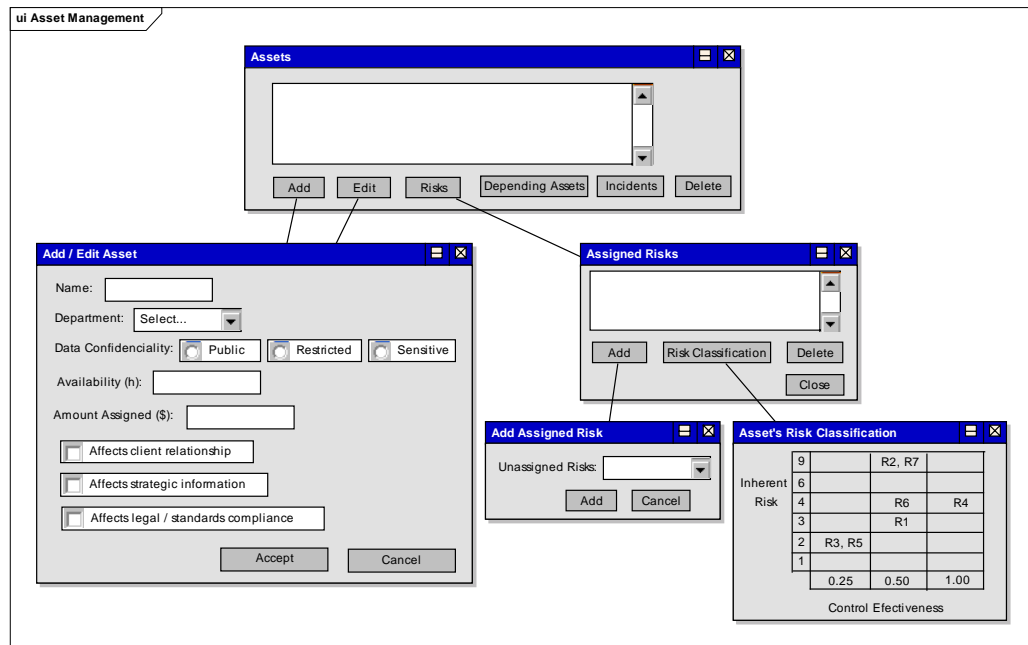 ui Asset Management
Assets
Add Edit Risks Depending Assets Incidents Delete
Add / Edit Asset
Name:
Department: Select...
Data Confidenciality: Public Restricted Sensitive
Availability (h):
Amount Assigned ($):
Affects client relationship
Affects strategic information
Affects legal / standards compliance
Accept Cancel
Assigned Risks
Add Risk Classification Delete
Close
Add Assigned Risk
Unassigned Risks:
Add Cancel
Asset's Risk Classification
9 R2, R7
Inherent 6
Risk 4 R6 R4
3 R1
2 R3, R5
1
0.25 0.50 1.00
Control Efectiveness